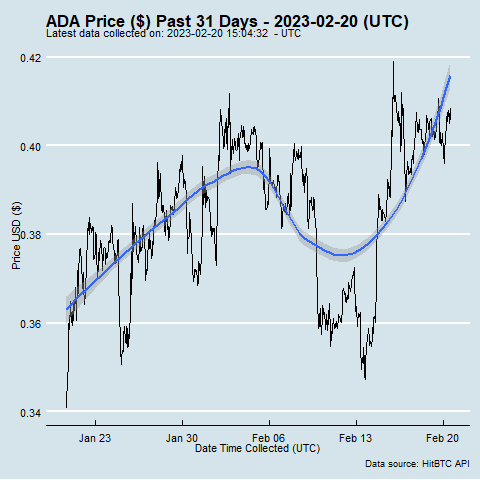 ADA Price ($) Past 31 Days - 2023-02-20 (UTC)
Latest data collected on: 2023-02-20 15:04:32 - UTC
0.42
0.40
0.38
0.36
0.34
Price USD ($)
Jan 23 Jan 30 Feb 06 Feb 13 Feb 20
Date Time Collected (UTC)
Data source: HitBTC API